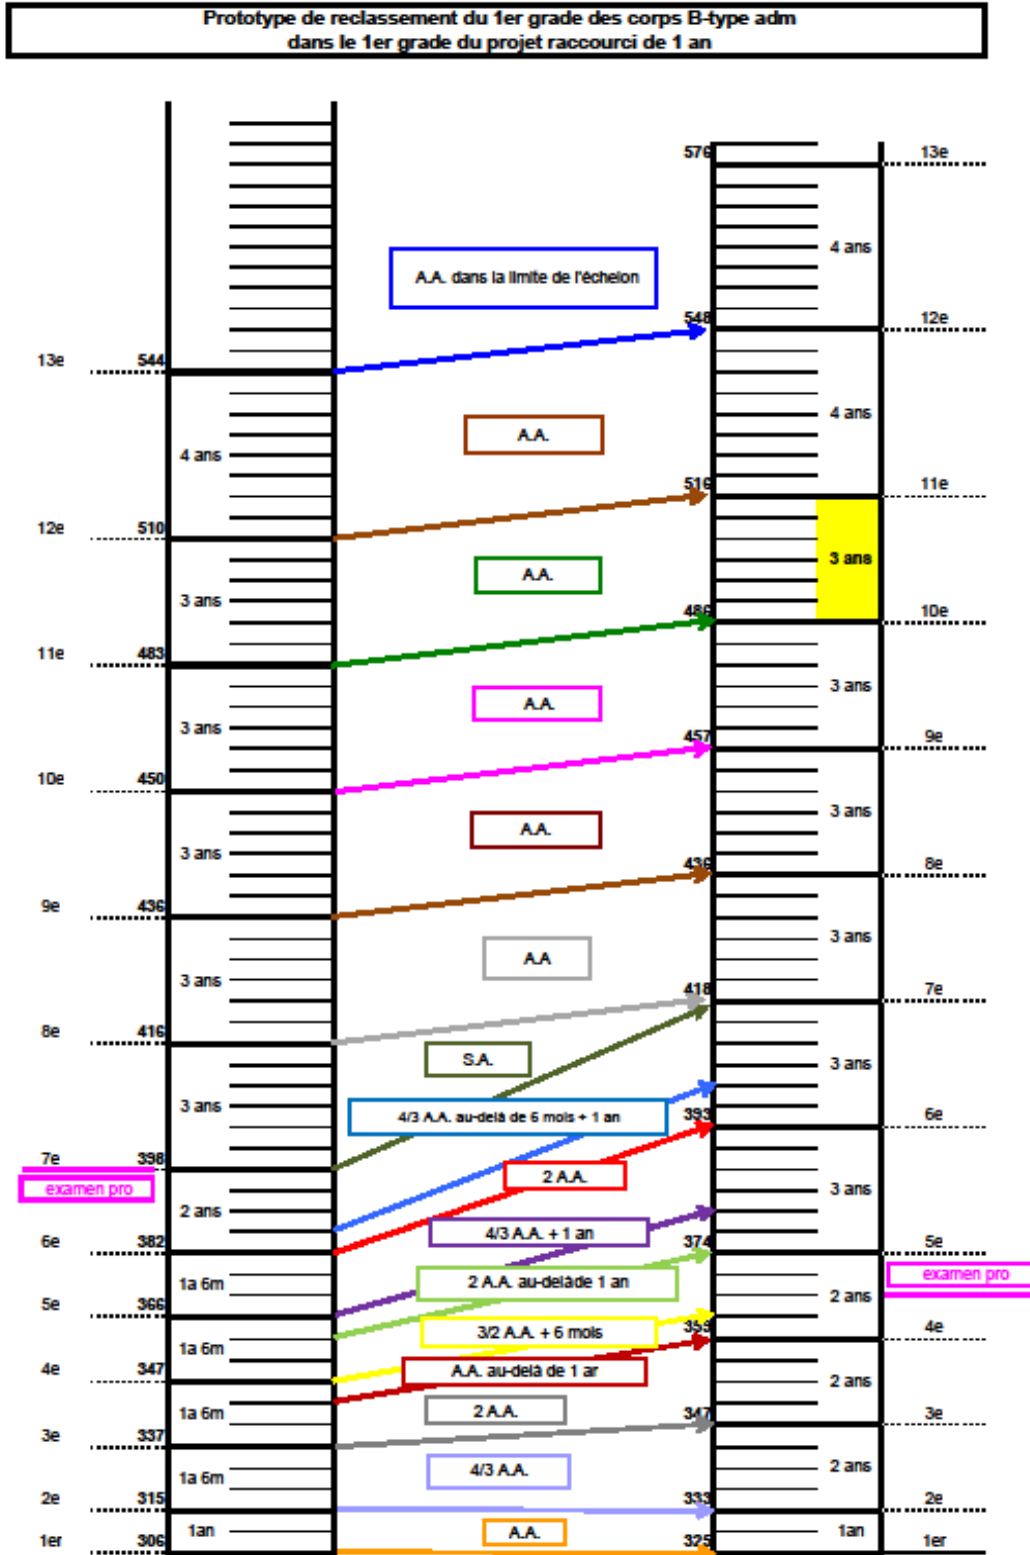 Prototype de reclassement du 1er grade des corps B-type adm
dans le 1er grade du projet raccourci de 1 an
576 13e
4 ans
A.A. dans la limite de l'échelon
548 12e
13e 544
4 ans
A.A.
4 ans
516 11e
12e 510
3 ans
A.A.
3 ans
486 10e
11e 483
3 ans
A.A.
3 ans
457 9e
10e 450
3 ans
A.A.
3 ans
436 8e
9e 436
3 ans
A.A
3 ans
418 7e
8e 416
S.A.
3 ans
3 ans
4/3 A.A. au-delà de 6 mois + 1 an
393 6e
7e 398
2 A.A.
examen pro
3 ans
2 ans
4/3 A.A. + 1 an
6e 382
374 5e
1a 6m
2 A.A. au-delàde 1 an
examen pro
2 ans
5e 366
3/2 A.A. + 6 mois
359 4e
1a 6m
4e 347
A.A. au-delà de 1 ar
2 ans
1a 6m
2 A.A.
347 3e
3e 337
4/3 A.A.
2 ans
1a 6m
2e 315
333 2e
1an
A.A.
1an
1er 306
325 1er